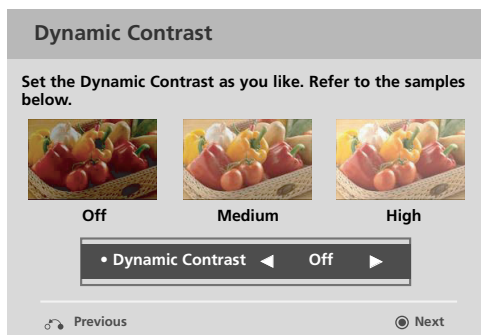 Dynamic Contrast
Set the Dynamic Contrast as you like. Refer to the samples
below.
Off Medium High
• Dynamic Contrast ◀ Off ▶
Previous Next